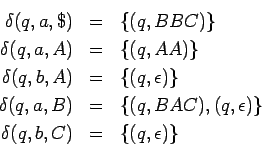 δ(q, a, $) = {(q, BBC)}
δ(q, a, A) = {(q, AA)}
δ(q, b, A) = {(q, ϵ)}
δ(q, a, B) = {(q, BAC), (q, ϵ)}
δ(q, b, C) = {(q, ϵ)}